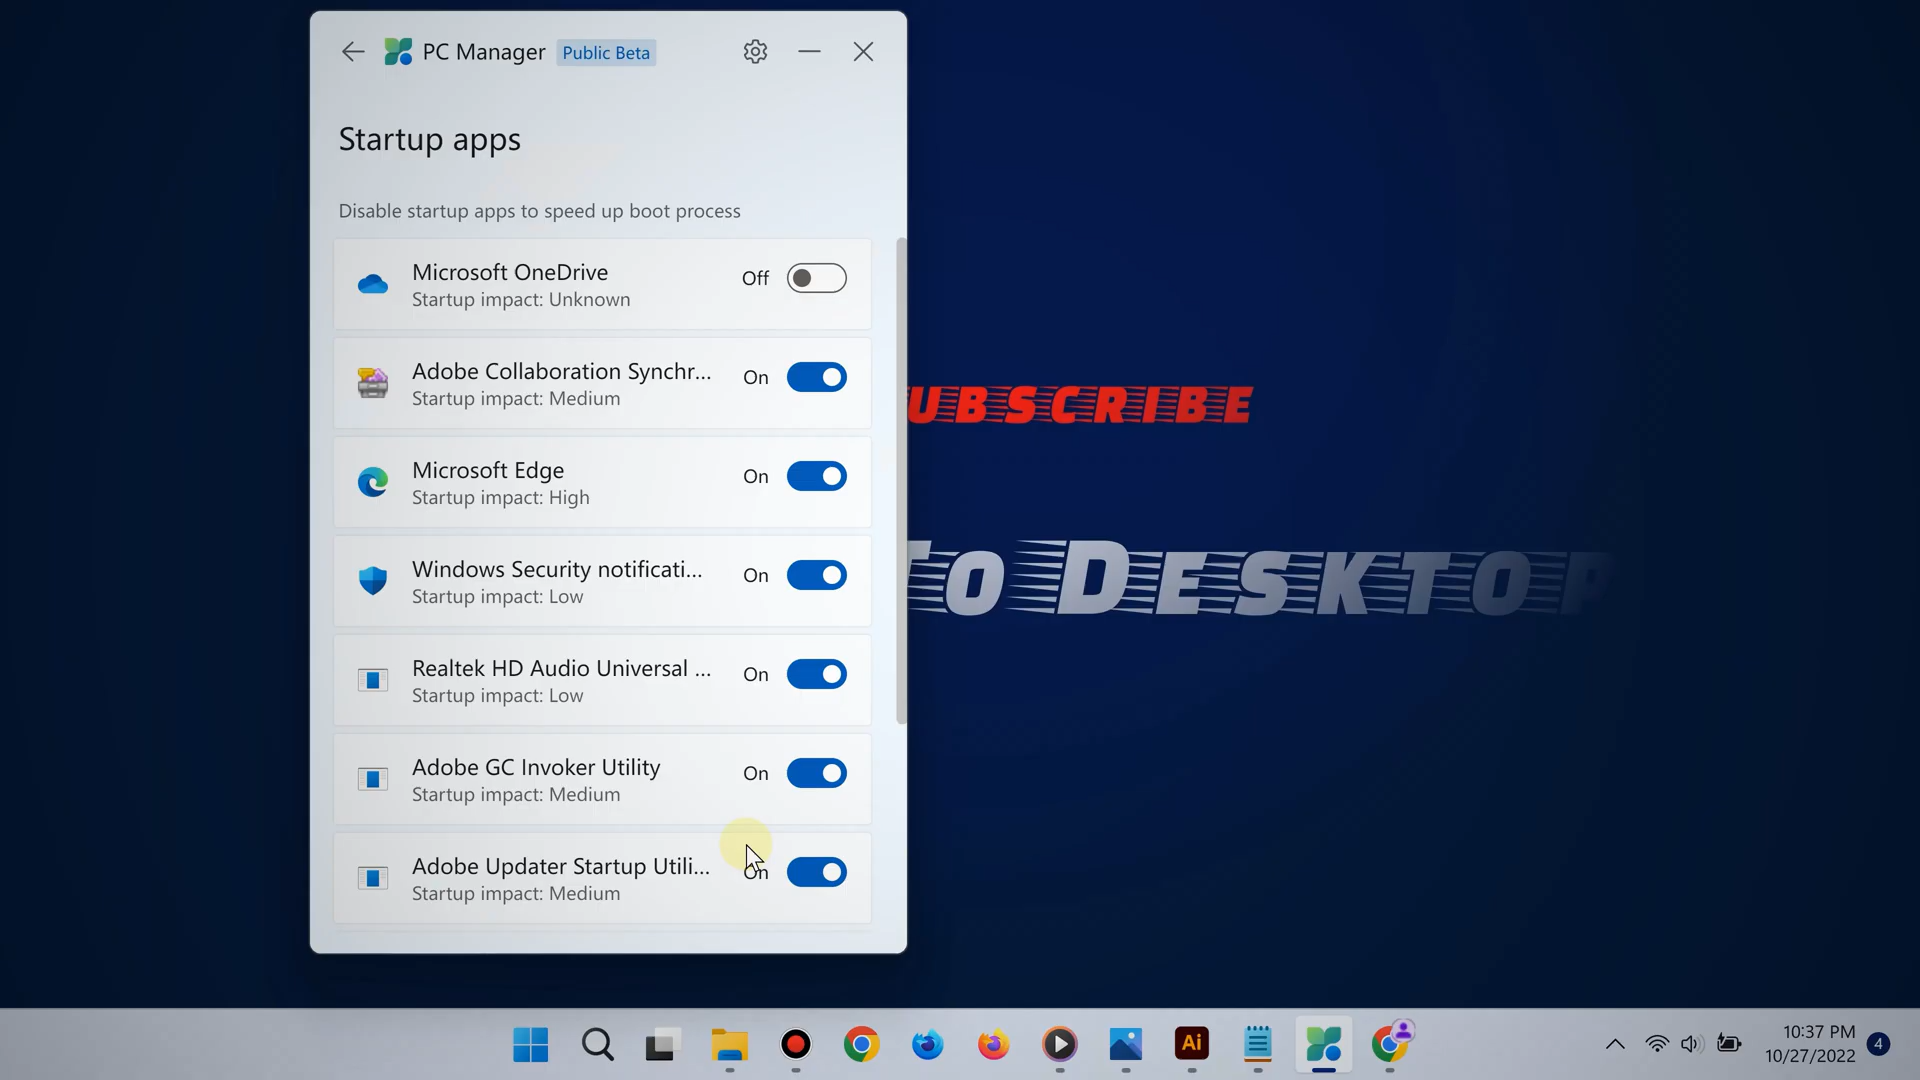 PC Manager Public Beta
Startup apps
Disable startup apps to speed up boot process
Microsoft OneDrive
Startup impact: Unknown
Off
Adobe Collaboration Synchr...
Startup impact: Medium
On
Microsoft Edge
Startup impact: High
On
Windows Security notificati...
Startup impact: Low
On
Realtek HD Audio Universal ...
Startup impact: Low
On
Adobe GC Invoker Utility
Startup impact: Medium
On
Adobe Updater Startup Utili...
Startup impact: Medium
On
UBSCRIBE
To Desktop
Ai
10:37 PM
10/27/2022
4